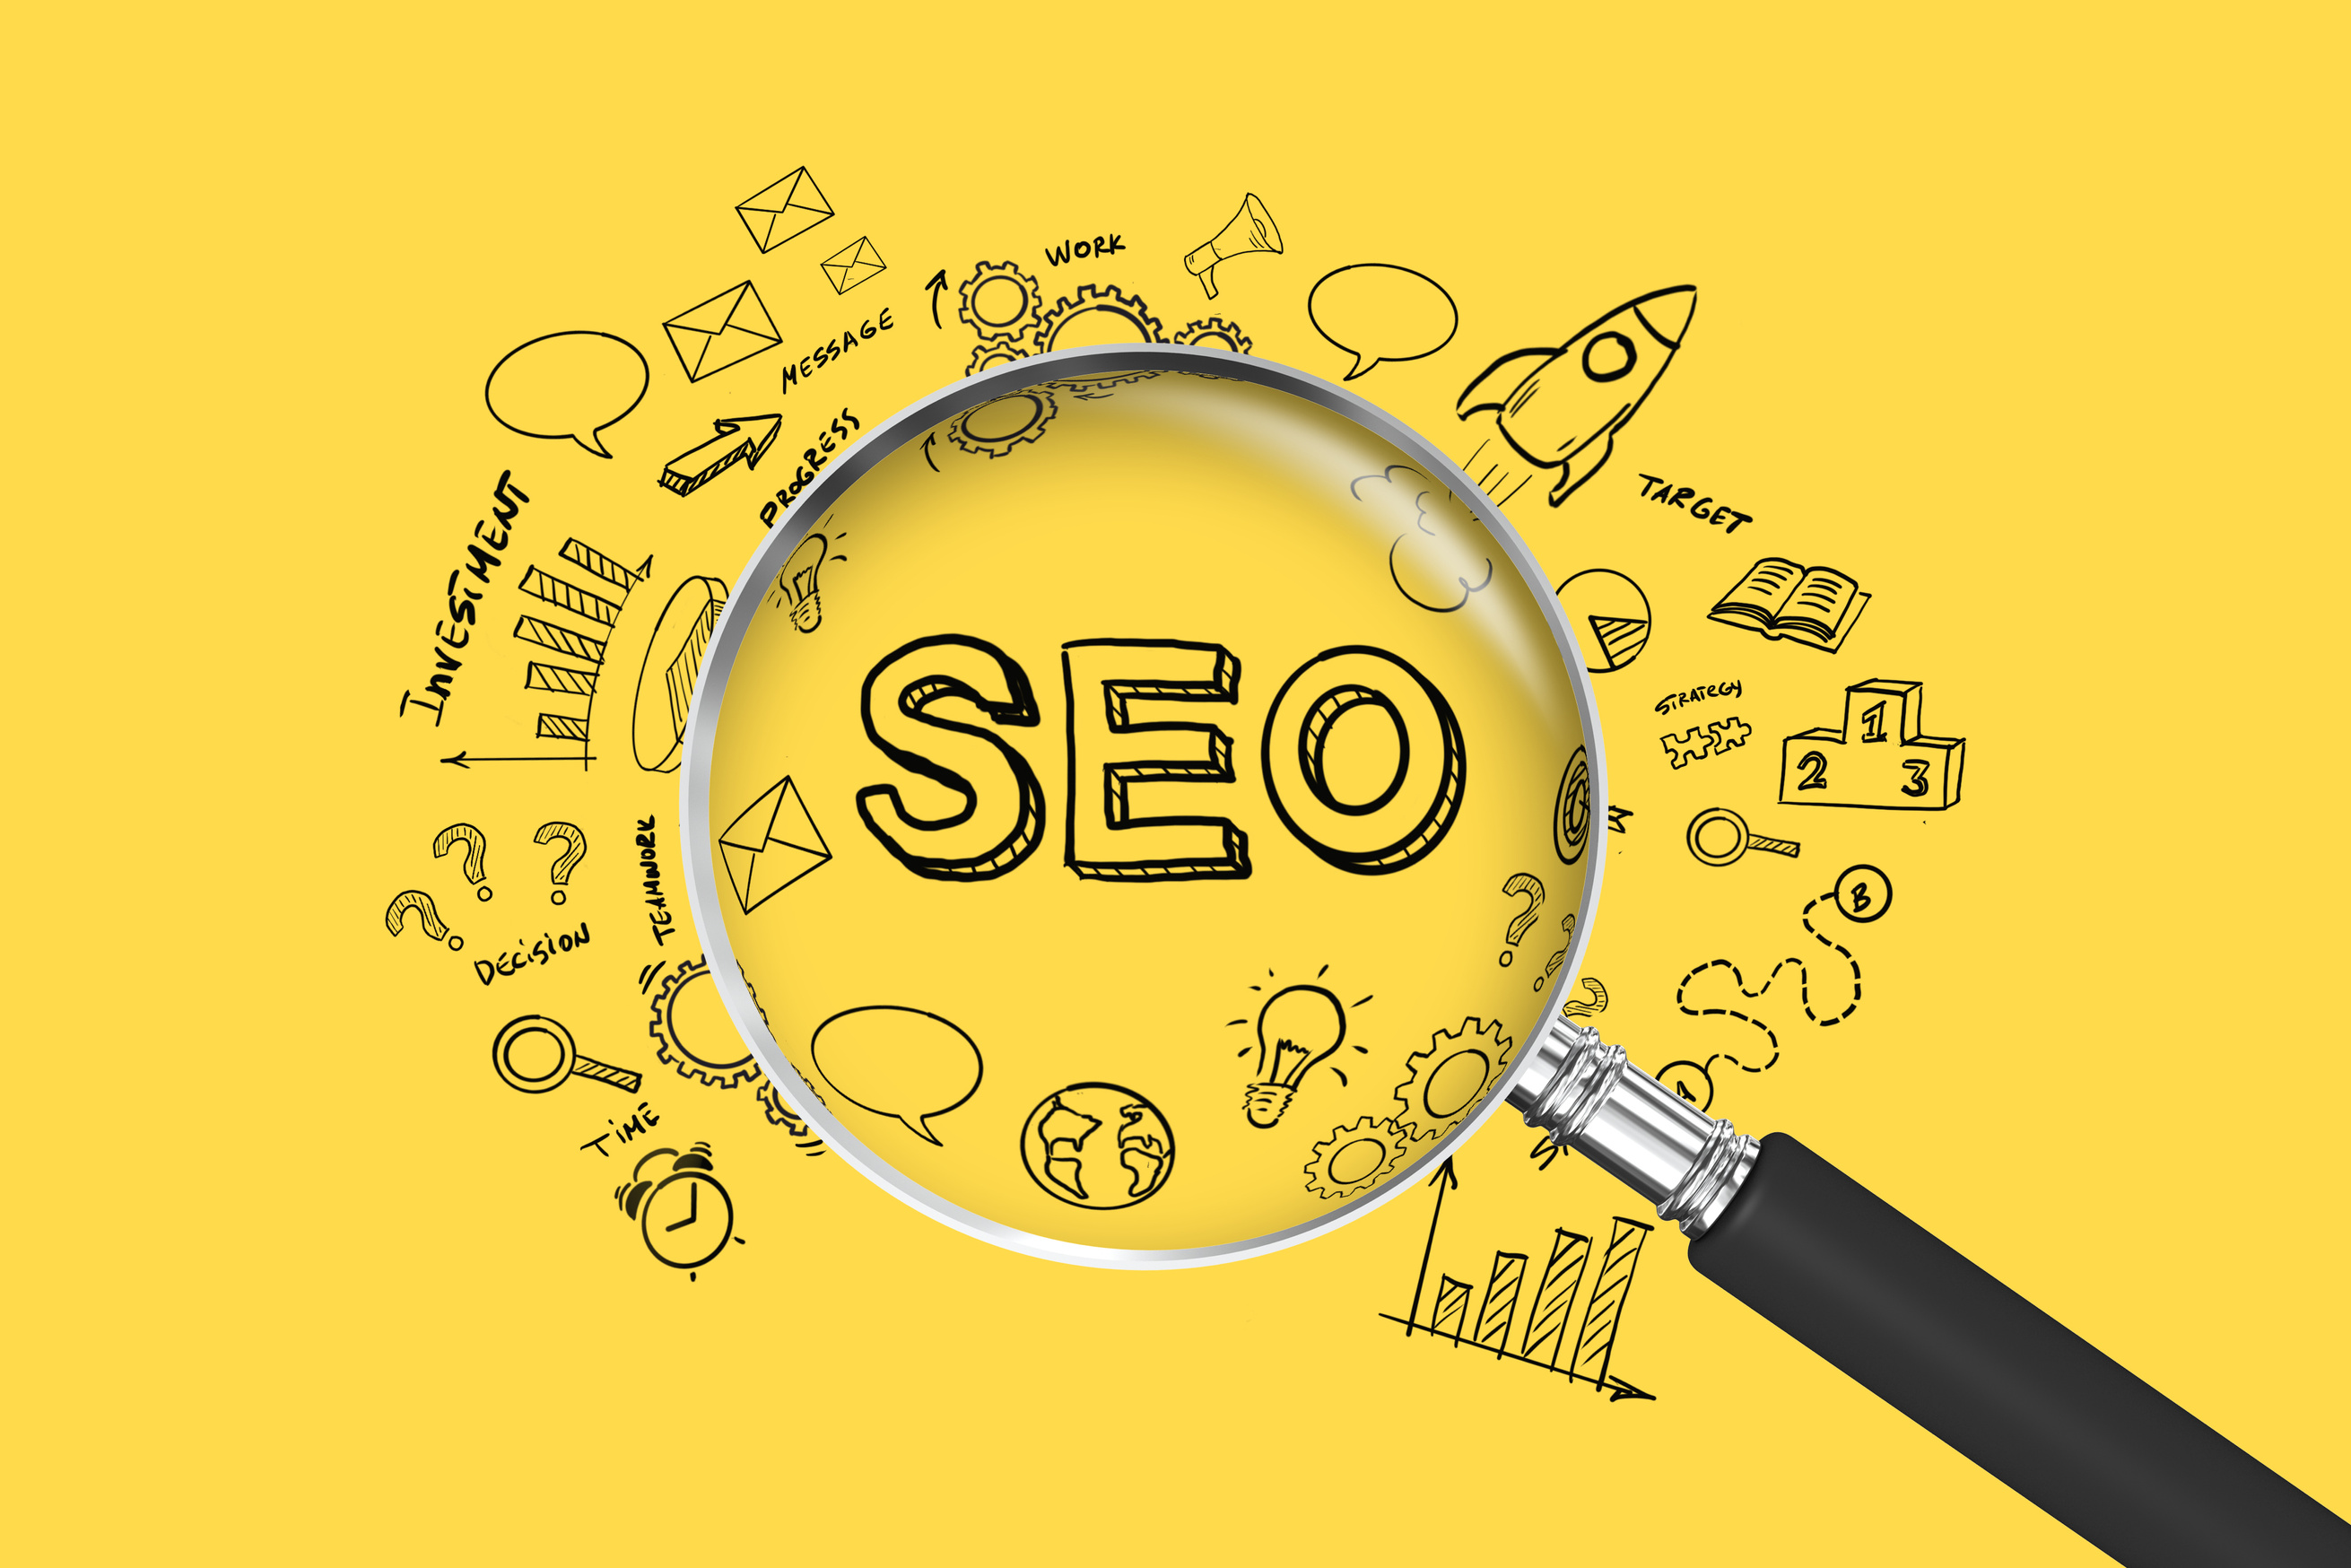 WORK
MESSAGE
PROGRESS
TARGET
INVESTMENT
SEO
STRATEGY
1
2
3
TEAMWORK
B
DECISION
TIME